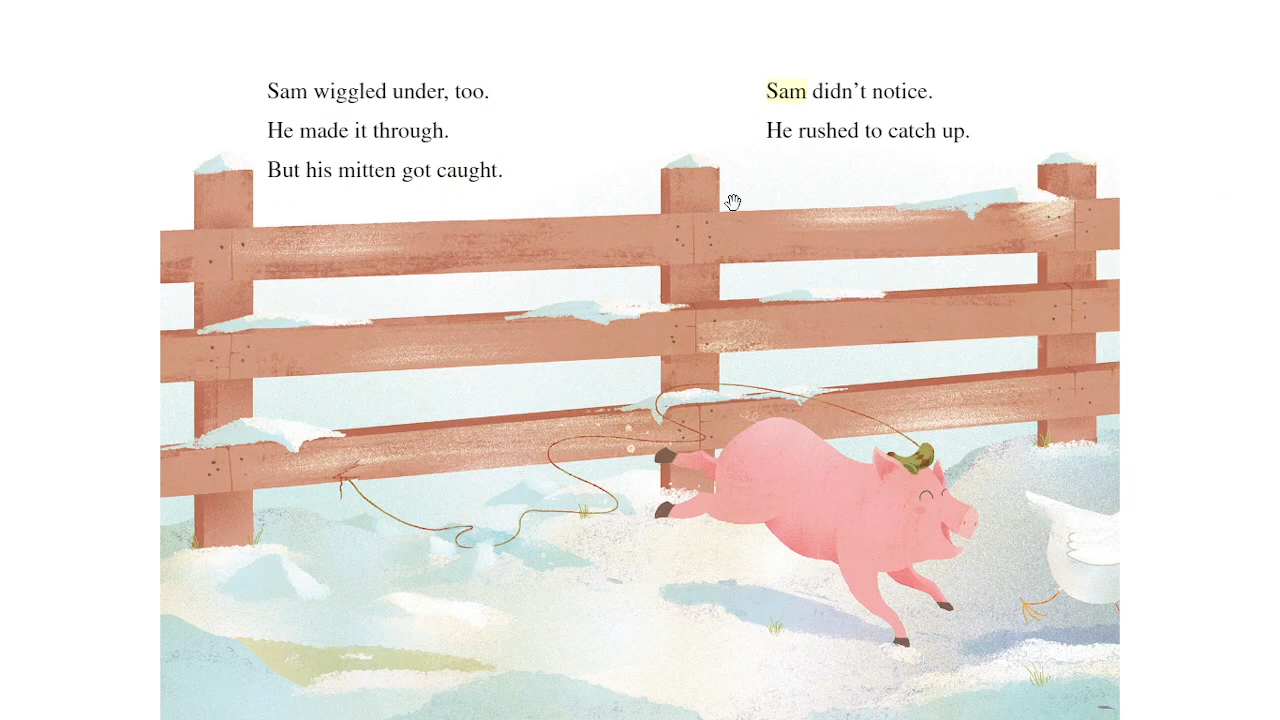 Sam wiggled under, too.
He made it through.
But his mitten got caught.
Sam didn’t notice.
He rushed to catch up.